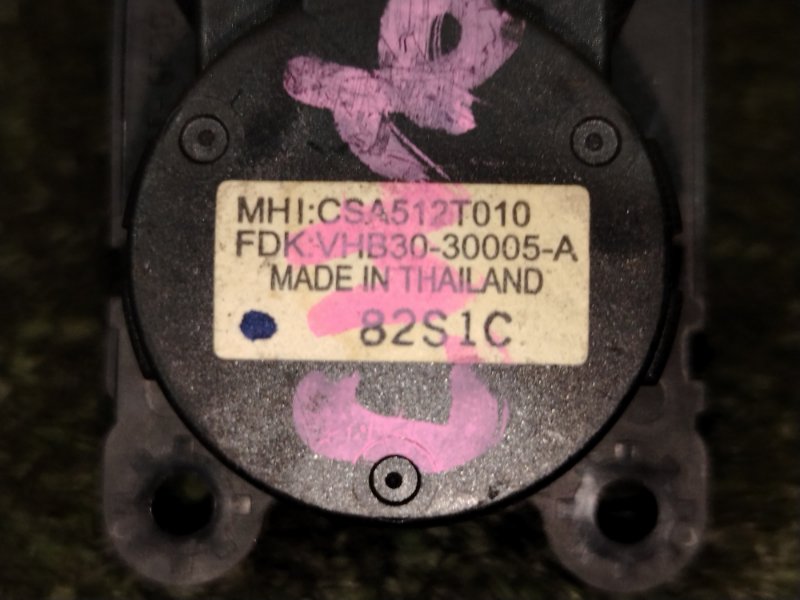 MHI:CSA512T010
FDK:VHB30-30005-A
MADE IN THAILAND
82S1C